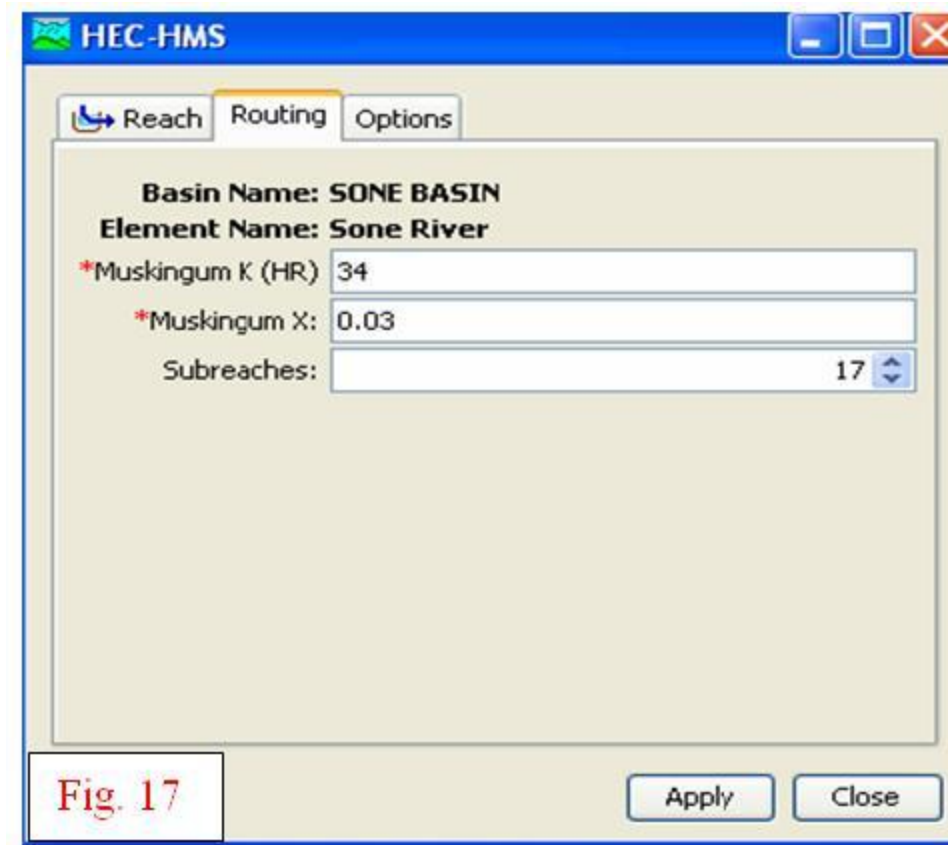 HEC-HMS
Reach Routing Options
Basin Name: SONE BASIN
Element Name: Sone River
*Muskingum K (HR) 34
*Muskingum X: 0.03
Subreaches: 17
Fig. 17
Apply Close